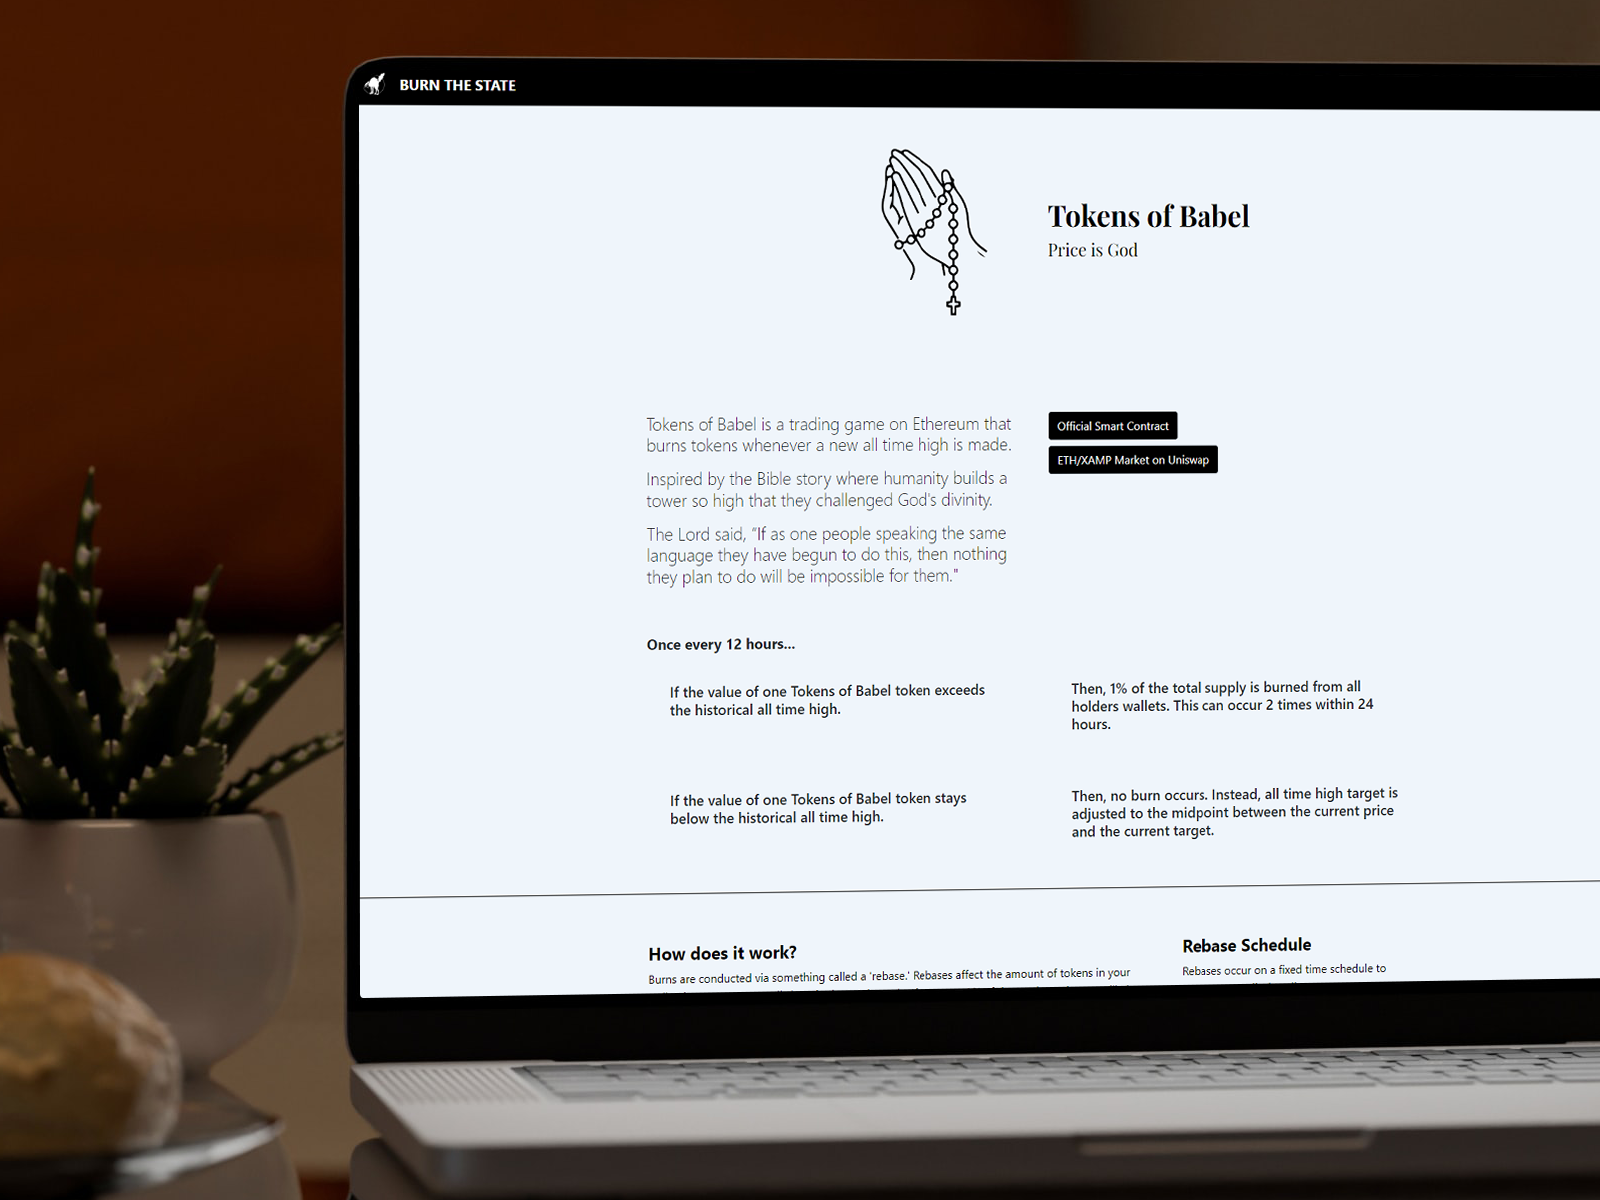 BURN THE STATE
Tokens of Babel
Price is God
Tokens of Babel is a trading game on Ethereum that
burns tokens whenever a new all time high is made.
Inspired by the Bible story where humanity builds a
tower so high that they challenged God's divinity.
The Lord said, "If as one people speaking the same
language they have begun to do this, then nothing
they plan to do will be impossible for them."
Official Smart Contract
ETH/XAMP Market on Uniswap
Once every 12 hours...
If the value of one Tokens of Babel token exceeds
the historical all time high.
Then, 1% of the total supply is burned from all
holders wallets. This can occur 2 times within 24
hours.
If the value of one Tokens of Babel token stays
below the historical all time high.
Then, no burn occurs. Instead, all time high target is
adjusted to the midpoint between the current price
and the current target.
How does it work?
Burns are conducted via something called a 'rebase.' Rebases affect the amount of tokens in your
Rebase Schedule
Rebases occur on a fixed time schedule to